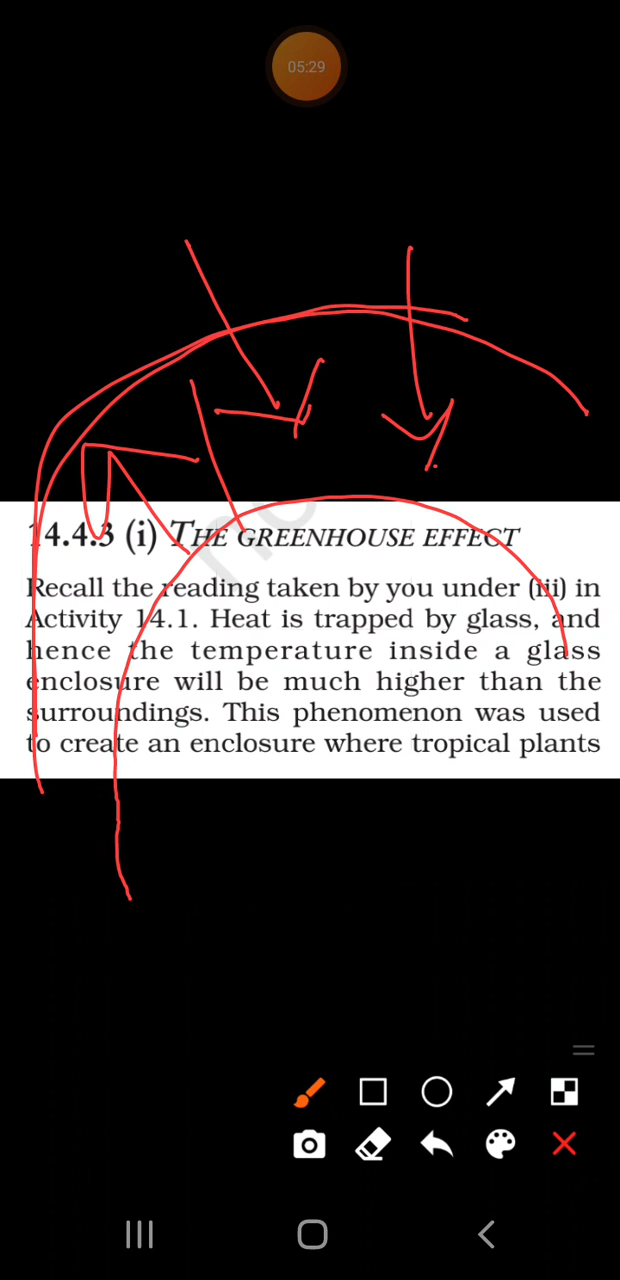 05:29
14.4.3 (i) THE GREENHOUSE EFFECT
Recall the reading taken by you under (iii) in
Activity 14.1. Heat is trapped by glass, and
hence the temperature inside a glass
enclosure will be much higher than the
surroundings. This phenomenon was used
to create an enclosure where tropical plants